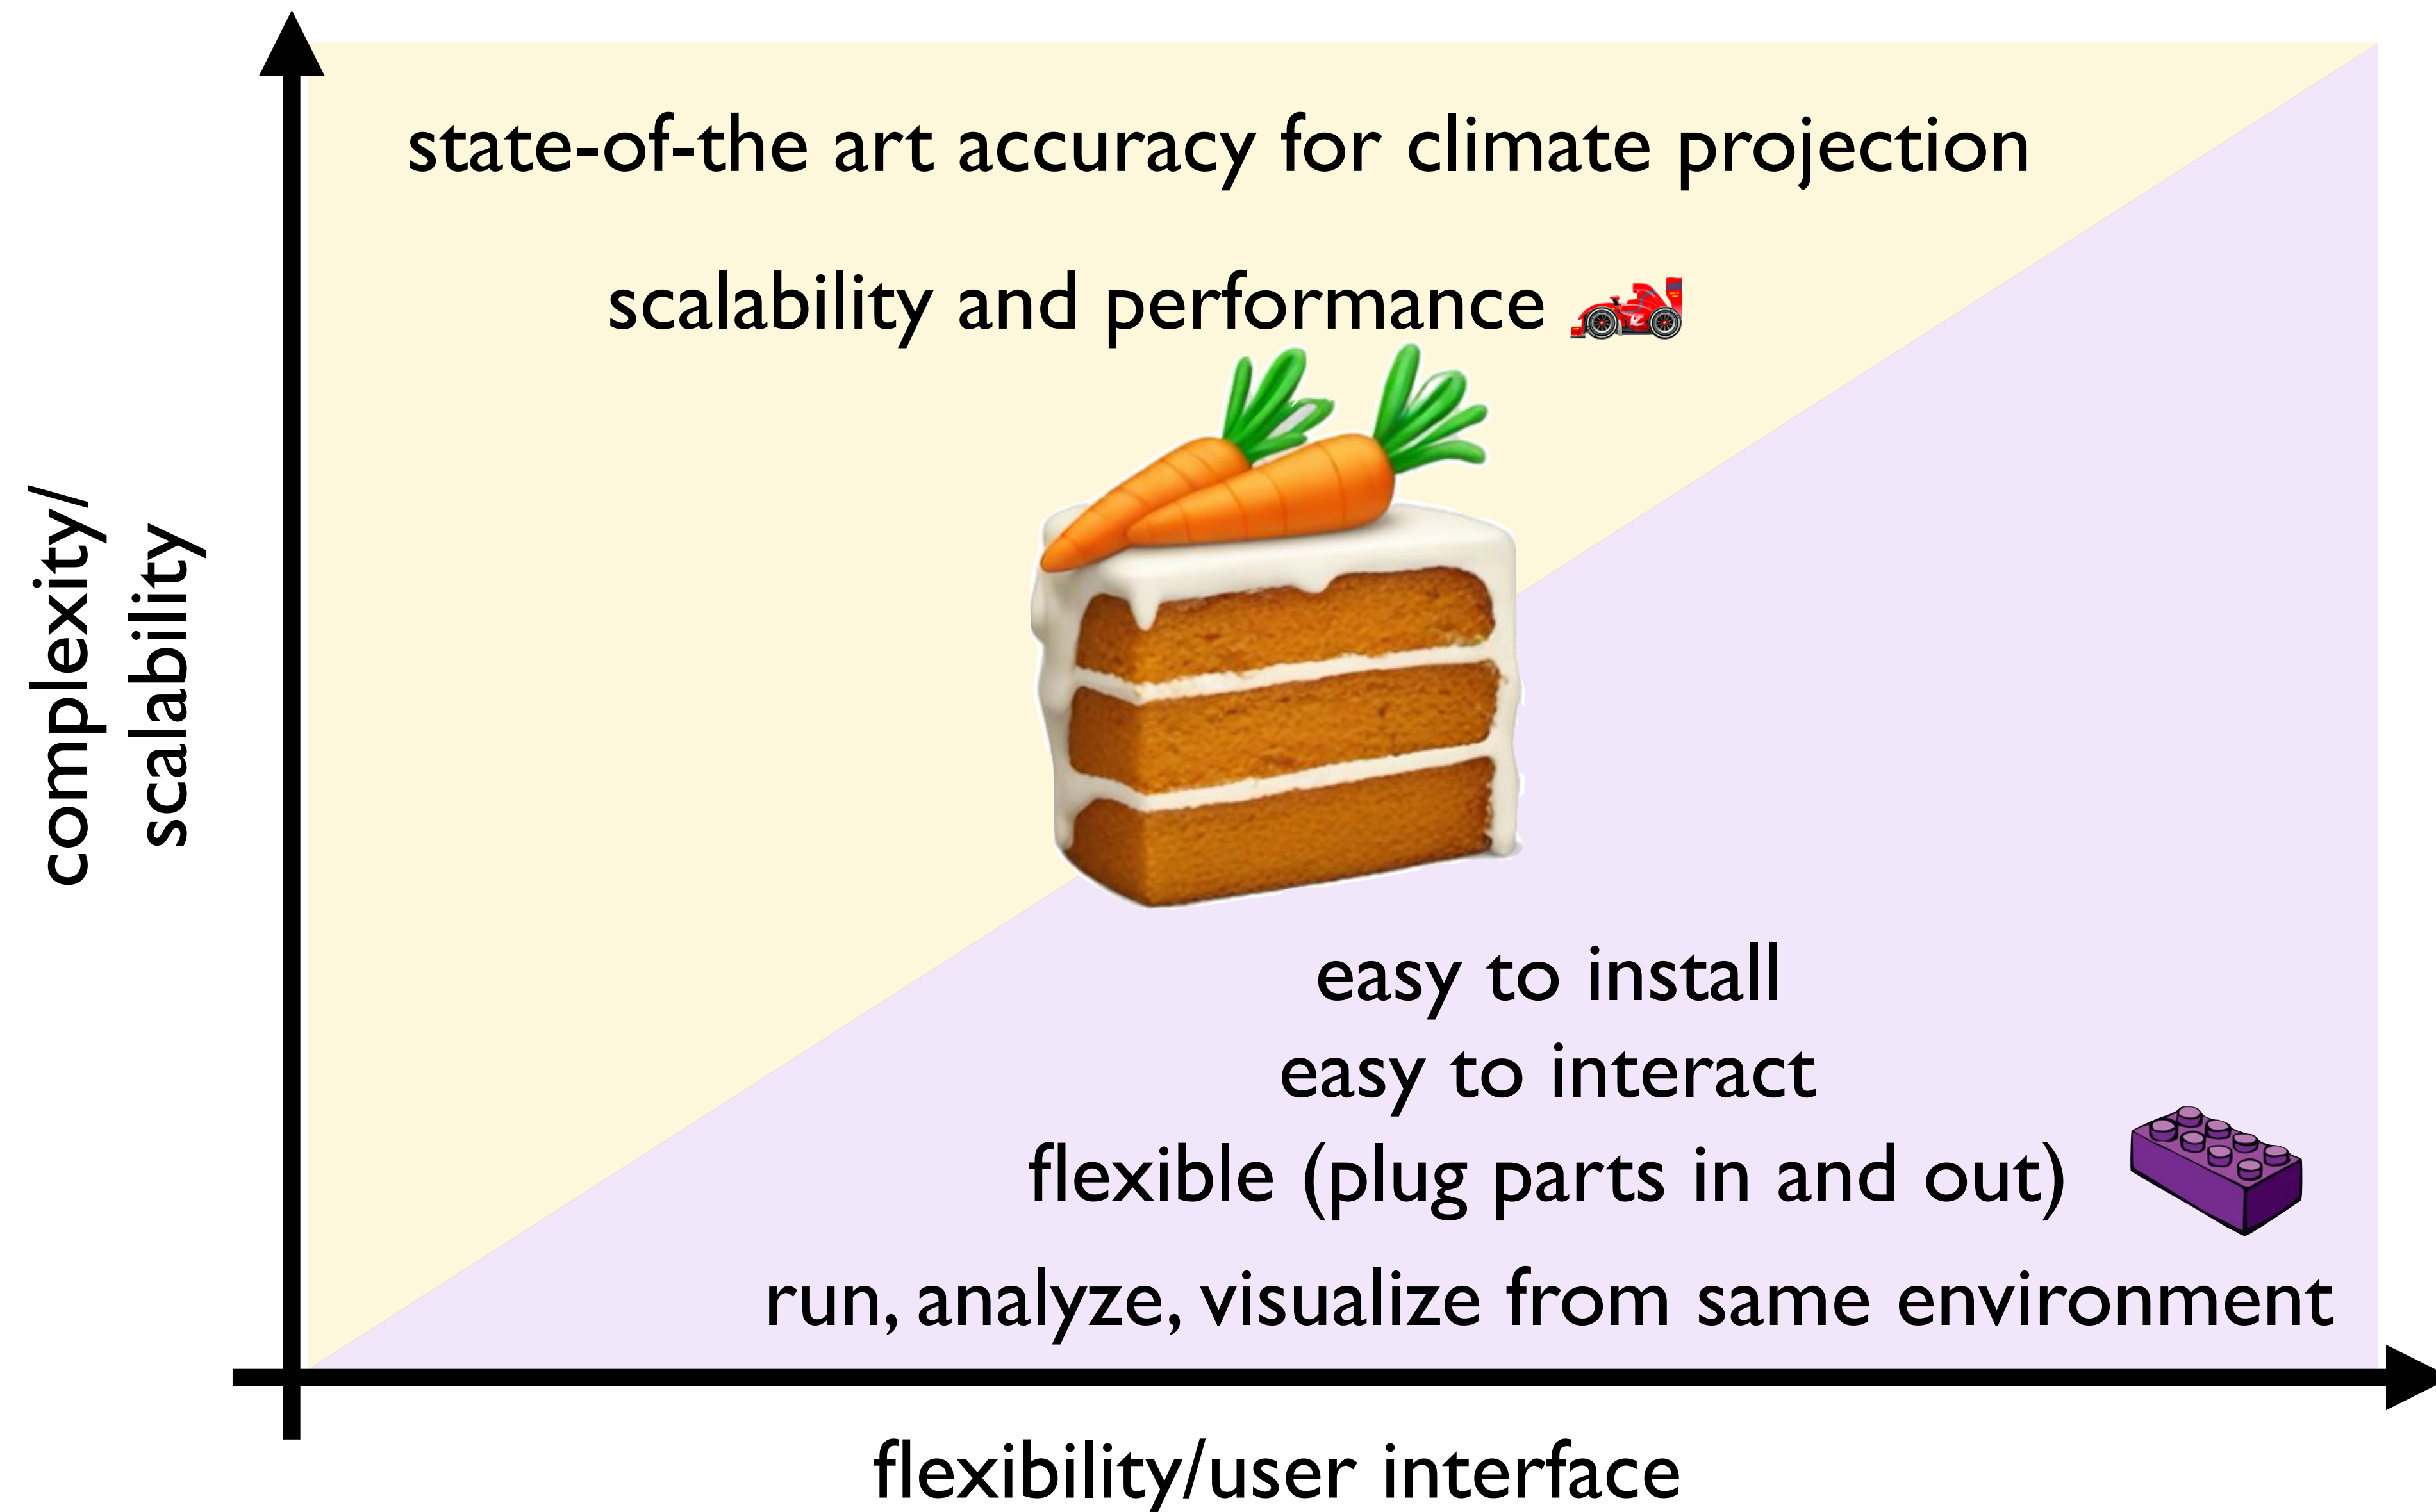 state-of-the art accuracy for climate projection
scalability and performance
complexity/
scalability
easy to install
easy to interact
flexible (plug parts in and out)
run, analyze, visualize from same environment
flexibility/user interface